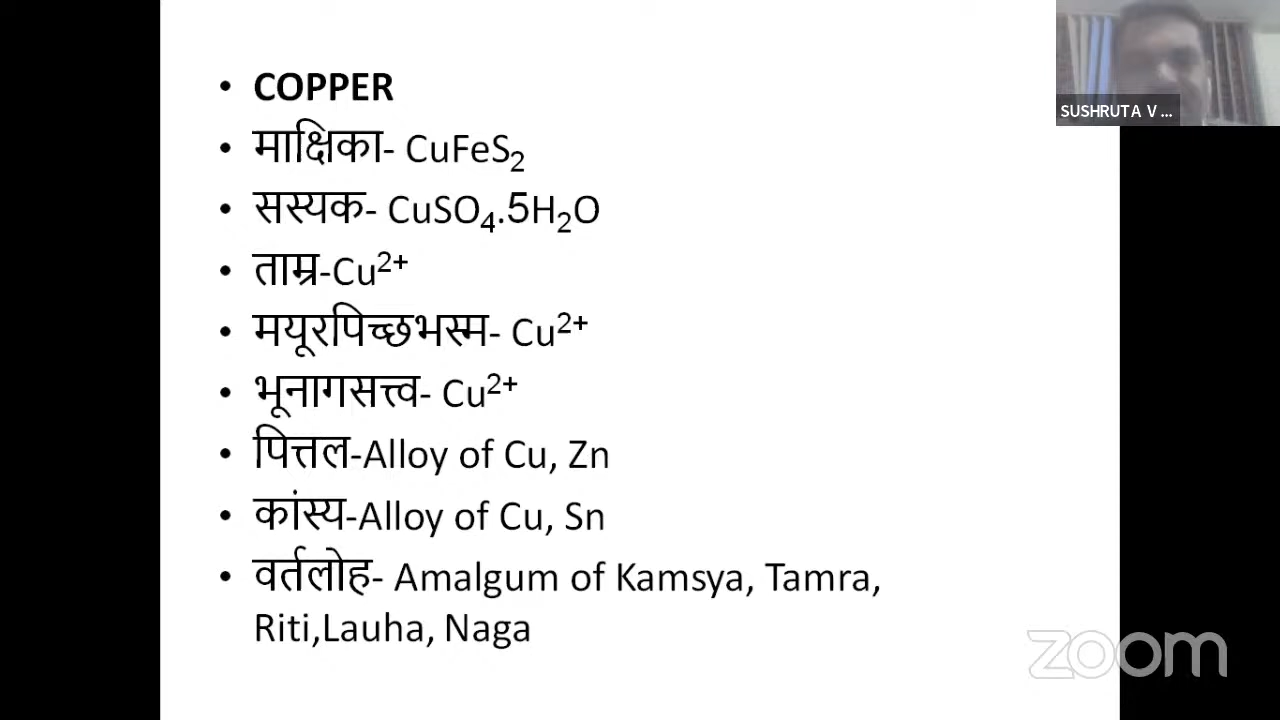 SUSHRUTA V ...
• COPPER
• माक्षिका- CuFeS₂
• सस्यक- CuSO₄.5H₂O
• ताम्र-Cu²⁺
• मयूरपिच्छभस्म- Cu²⁺
• भूनागसत्त्व- Cu²⁺
• पित्तल-Alloy of Cu, Zn
• कांस्य-Alloy of Cu, Sn
• वर्तलोह- Amalgum of Kamsya, Tamra,
Riti,Lauha, Naga
zoom